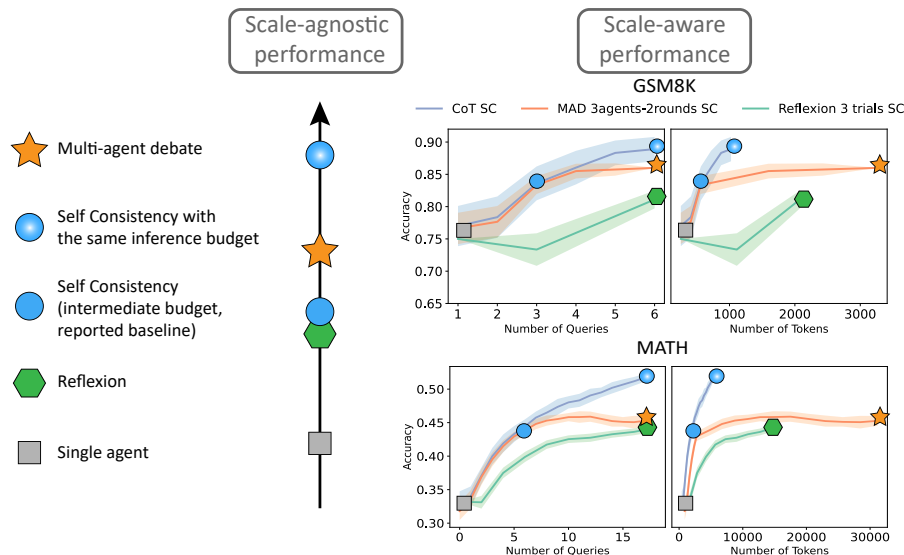 Scale-agnostic
performance
Scale-aware
performance
Multi-agent debate
Self Consistency with
the same inference budget
Self Consistency
(intermediate budget,
reported baseline)
Reflexion
Single agent
GSM8K
CoT SC
MAD 3agents-2rounds SC
Reflexion 3 trials SC
Accuracy
0.90
0.85
0.80
0.75
0.70
0.65
1 2 3 4 5 6
Number of Queries
1000 2000 3000
Number of Tokens
MATH
Accuracy
0.50
0.45
0.40
0.35
0.30
0 5 10 15
Number of Queries
0 5000 10000 15000 20000 25000 30000
Number of Tokens